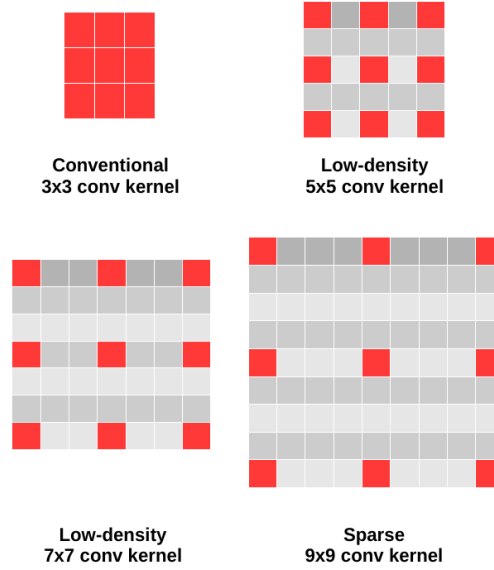 Conventional
3x3 conv kernel
Low-density
5x5 conv kernel
Low-density
7x7 conv kernel
Sparse
9x9 conv kernel